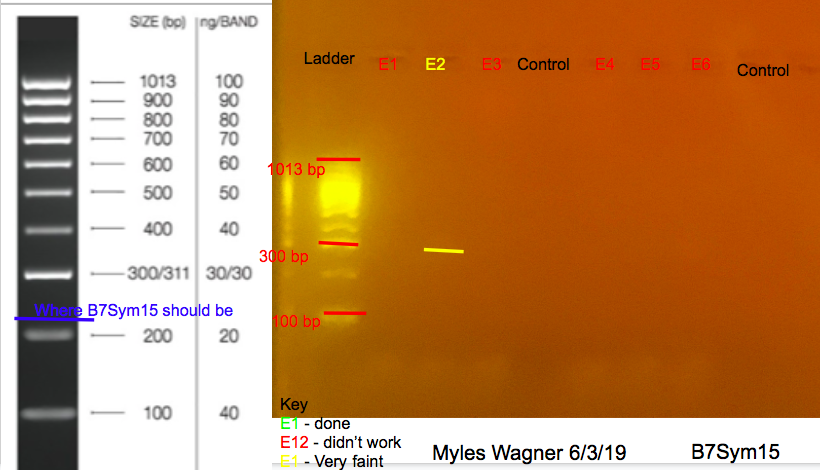 SIZE (bp) ng/BAND
1013 100
900 90
800 80
700 70
600 60
500 50
400 40
300/311 30/30
Where B7Sym15 should be
200 20
100 40
Ladder E1 E2 E3 Control E4 E5 E6 Control
1013 bp
300 bp
100 bp
Key
E1 - done
E12 - didn't work
E1 - Very faint
Myles Wagner 6/3/19 B7Sym15